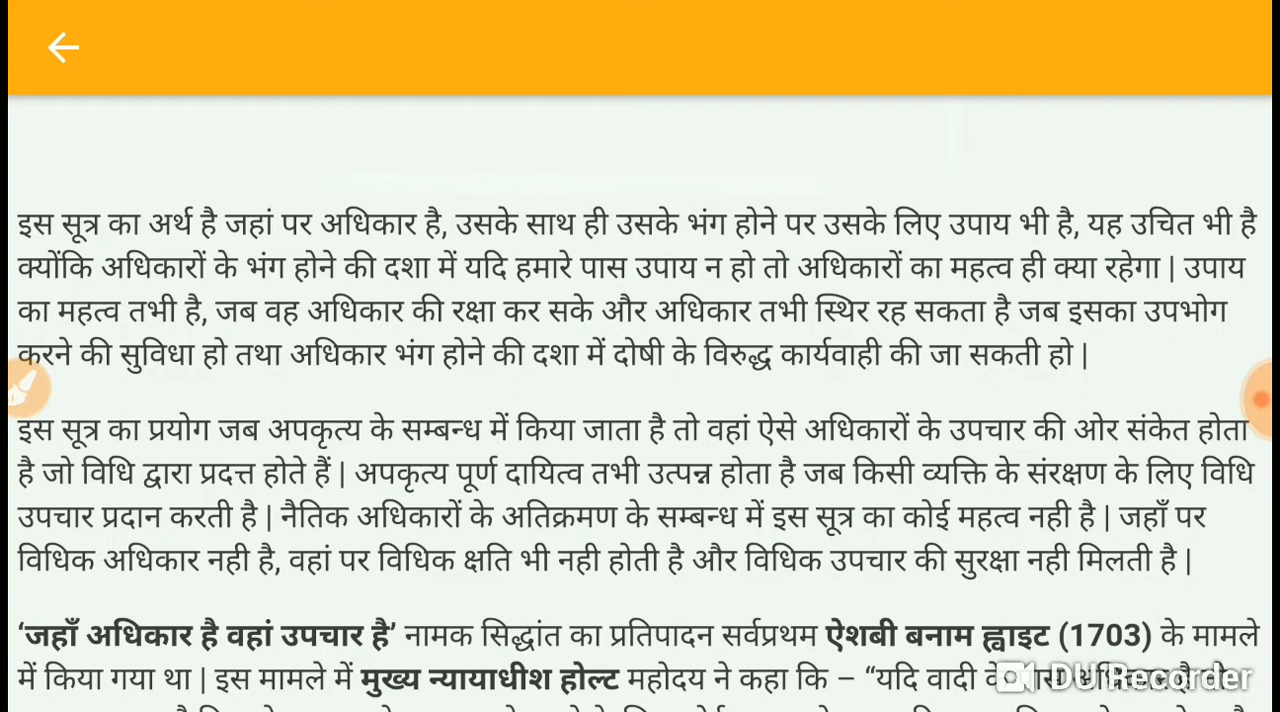 इस सूत्र का अर्थ है जहां पर अधिकार है, उसके साथ ही उसके भंग होने पर उसके लिए उपाय भी है, यह उचित भी है
क्योंकि अधिकारों के भंग होने की दशा में यदि हमारे पास उपाय न हो तो अधिकारों का महत्व ही क्या रहेगा | उपाय
का महत्व तभी है, जब वह अधिकार की रक्षा कर सके और अधिकार तभी स्थिर रह सकता है जब इसका उपभोग
करने की सुविधा हो तथा अधिकार भंग होने की दशा में दोषी के विरुद्ध कार्यवाही की जा सकती हो |
इस सूत्र का प्रयोग जब अपकृत्य के सम्बन्ध में किया जाता है तो वहां ऐसे अधिकारों के उपचार की ओर संकेत होता
है जो विधि द्वारा प्रदत्त होते हैं | अपकृत्य पूर्ण दायित्व तभी उत्पन्न होता है जब किसी व्यक्ति के संरक्षण के लिए विधि
उपचार प्रदान करती है | नैतिक अधिकारों के अतिक्रमण के सम्बन्ध में इस सूत्र का कोई महत्व नही है | जहाँ पर
विधिक अधिकार नही है, वहां पर विधिक क्षति भी नही होती है और विधिक उपचार की सुरक्षा नही मिलती है |
‘जहाँ अधिकार है वहां उपचार है’ नामक सिद्धांत का प्रतिपादन सर्वप्रथम ऐशबी बनाम ह्वाइट (1703) के मामले
में किया गया था | इस मामले में मुख्य न्यायाधीश होल्ट महोदय ने कहा कि – “यदि वादी के
DU Recorder